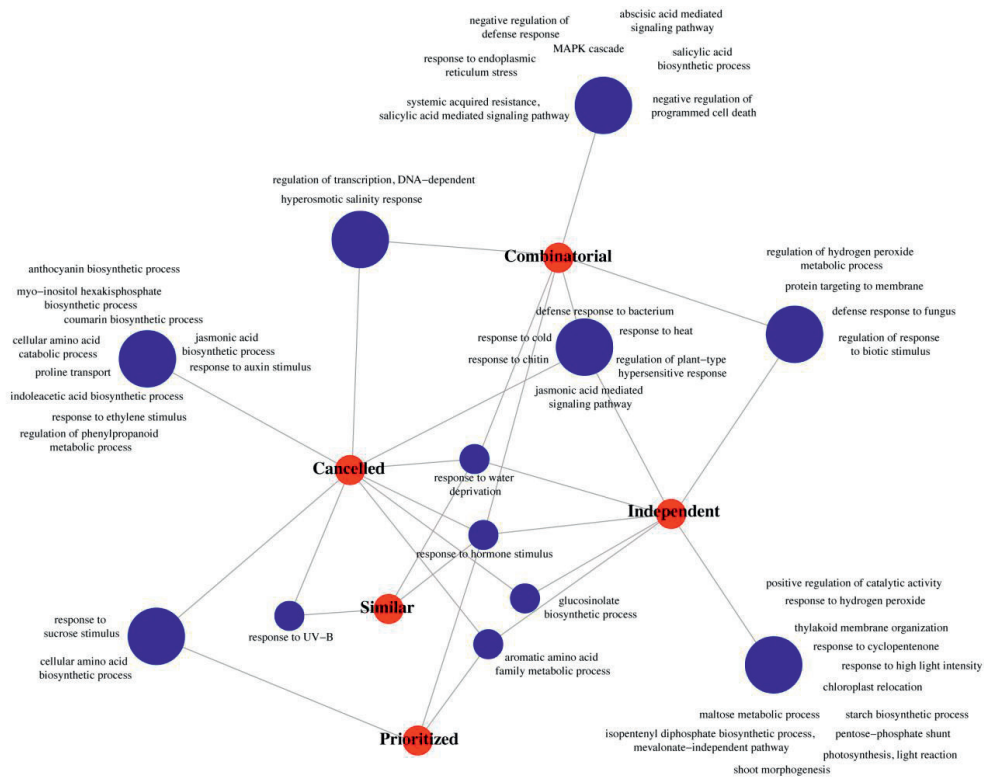 negative regulation of
defense response
abscisic acid mediated
signaling pathway
MAPK cascade
response to endoplasmic
reticulum stress
salicylic acid
biosynthetic process
systemic acquired resistance,
salicylic acid mediated signaling pathway
negative regulation of
programmed cell death
regulation of transcription, DNA−dependent
hyperosmotic salinity response
Combinatorial
regulation of hydrogen peroxide
metabolic process
protein targeting to membrane
defense response to fungus
regulation of response
to biotic stimulus
anthocyanin biosynthetic process
myo−inositol hexakisphosphate
biosynthetic process
coumarin biosynthetic process
cellular amino acid
catabolic process
jasmonic acid
biosynthetic process
response to auxin stimulus
proline transport
indoleacetic acid biosynthetic process
response to ethylene stimulus
regulation of phenylpropanoid
metabolic process
defense response to bacterium
response to cold
response to heat
response to chitin
regulation of plant−type
hypersensitive response
jasmonic acid mediated
signaling pathway
Cancelled
response to water
deprivation
Independent
response to hormone stimulus
Similar
glucosinolate
biosynthetic process
response to UV−B
aromatic amino acid
family metabolic process
response to
sucrose stimulus
cellular amino acid
biosynthetic process
Prioritized
positive regulation of catalytic activity
response to hydrogen peroxide
thylakoid membrane organization
response to cyclopentenone
response to high light intensity
chloroplast relocation
maltose metabolic process
starch biosynthetic process
isopentenyl diphosphate biosynthetic process,
mevalonate−independent pathway
pentose−phosphate shunt
photosynthesis, light reaction
shoot morphogenesis